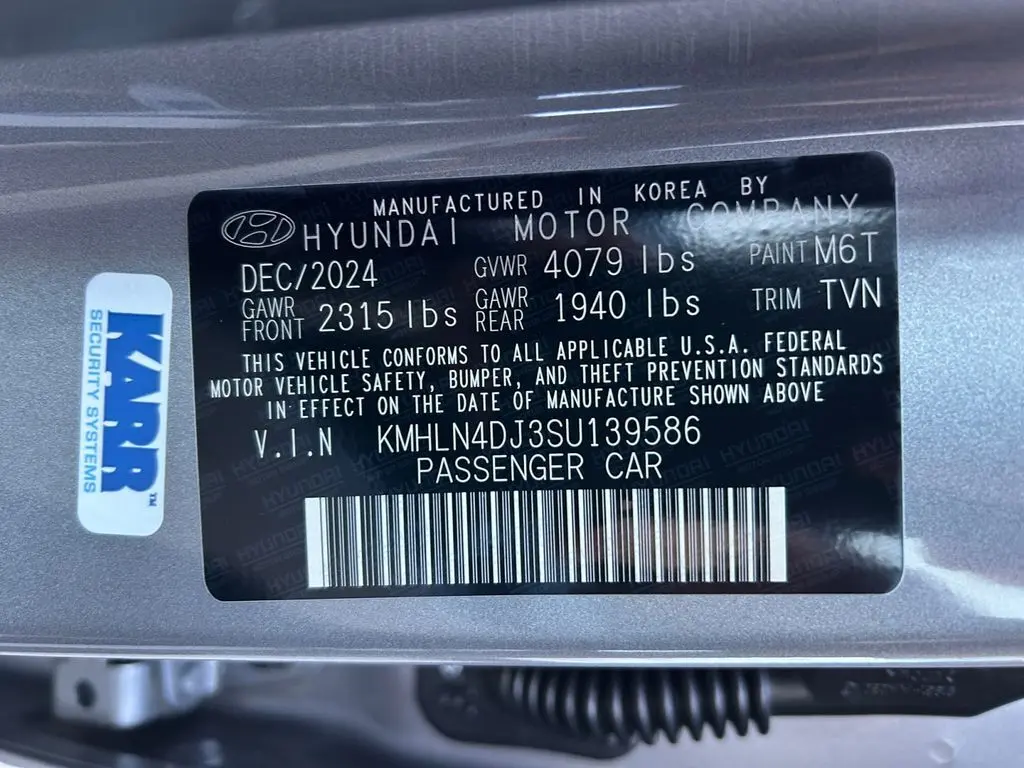 MANUFACTURED IN KOREA BY
HYUNDAI MOTOR COMPANY
DEC/2024 GVWR 4079 lbs PAINT M6T
GAWR FRONT 2315 lbs GAWR REAR 1940 lbs TRIM TVN
THIS VEHICLE CONFORMS TO ALL APPLICABLE U.S.A. FEDERAL
MOTOR VEHICLE SAFETY, BUMPER, AND THEFT PREVENTION STANDARDS
IN EFFECT ON THE DATE OF MANUFACTURE SHOWN ABOVE
V.I.N KMHLN4DJ3SU139586
PASSENGER CAR
KARR™
SECURITY SYSTEMS